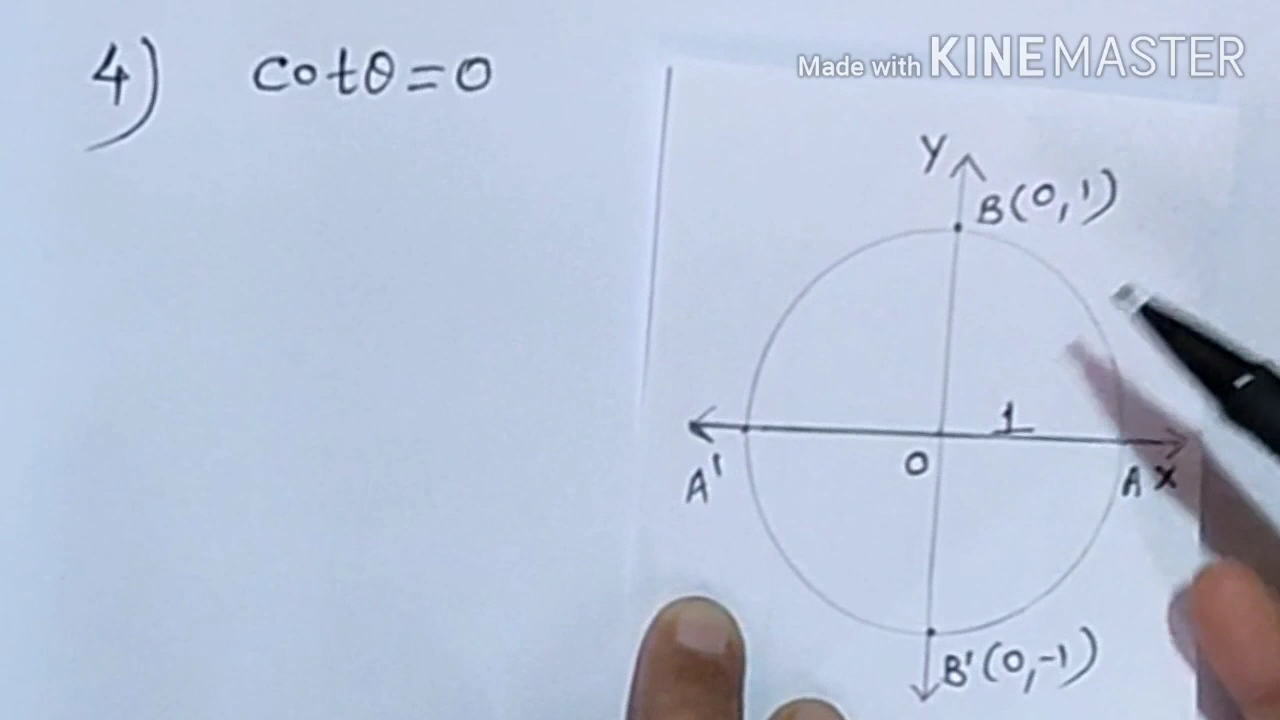 4) cotθ=0
Made with KINEMASTER
Y
B(0,1)
1
A'
O
A X
B'(0,-1)